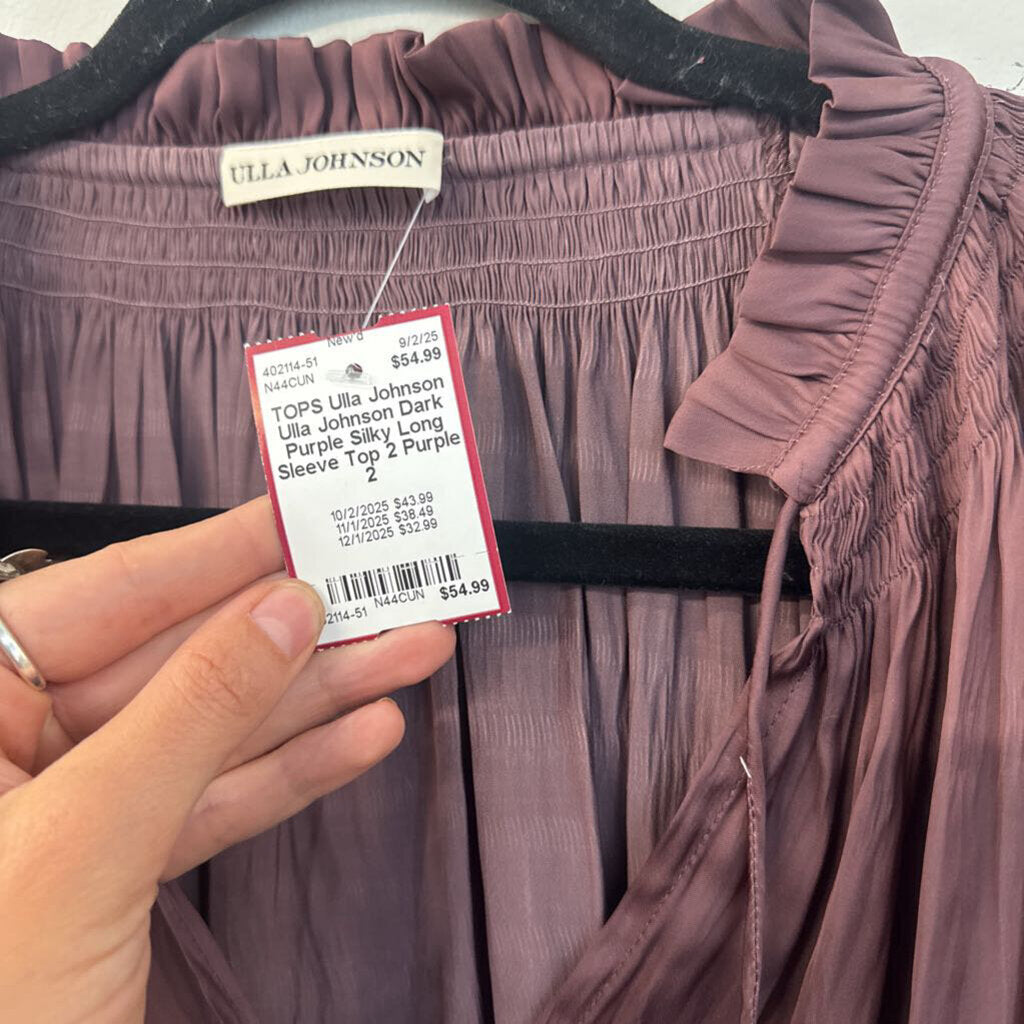 ULLA JOHNSON
New'd
9/2/25
402114-51
$54.99
N44CUN
TOPS Ulla Johnson
Ulla Johnson Dark
Purple Silky Long
Sleeve Top 2 Purple
2
10/2/2025 $43.99
11/1/2025 $38.49
12/1/2025 $32.99
2114-51 N44CUN $54.99